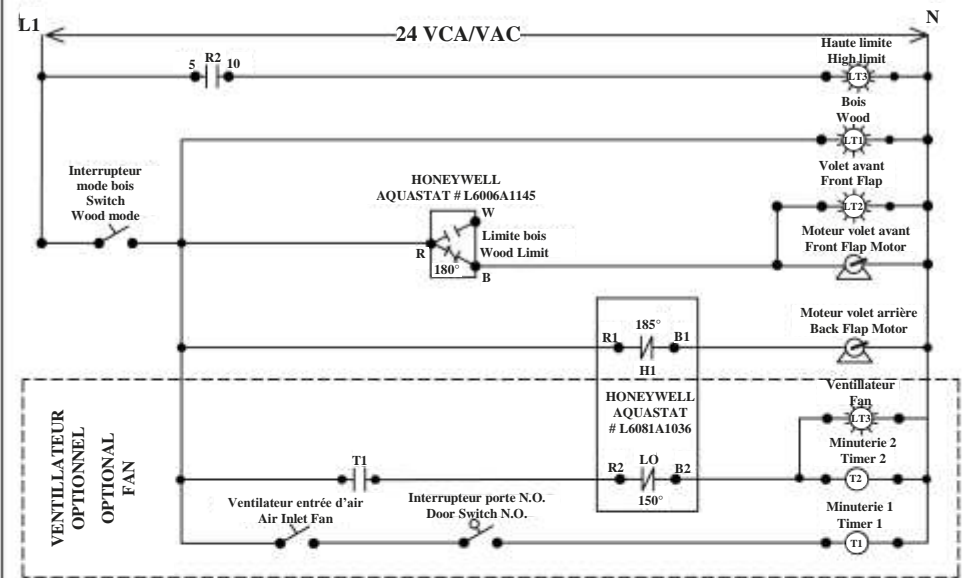 L1
24 VCA/VAC
N
Haute limite
High limit
5
R2
10
LT3
Bois
Wood
LT1
Interrupteur
mode bois
Switch
Wood mode
HONEYWELL
AQUASTAT # L6006A1145
W
Limite bois
Wood Limit
R
180°
B
Volet avant
Front Flap
LT2
Moteur volet avant
Front Flap Motor
R1
185°
B1
H1
Moteur volet arrière
Back Flap Motor
VENTILLATEUR
OPTIONNEL
OPTIONAL
FAN
HONEYWELL
AQUASTAT
# L6081A1036
Ventillateur
Fan
LT3
T1
R2
LO
B2
150°
Minuterie 2
Timer 2
T2
Ventilateur entrée d'air
Air Inlet Fan
Interrupteur porte N.O.
Door Switch N.O.
Minuterie 1
Timer 1
T1